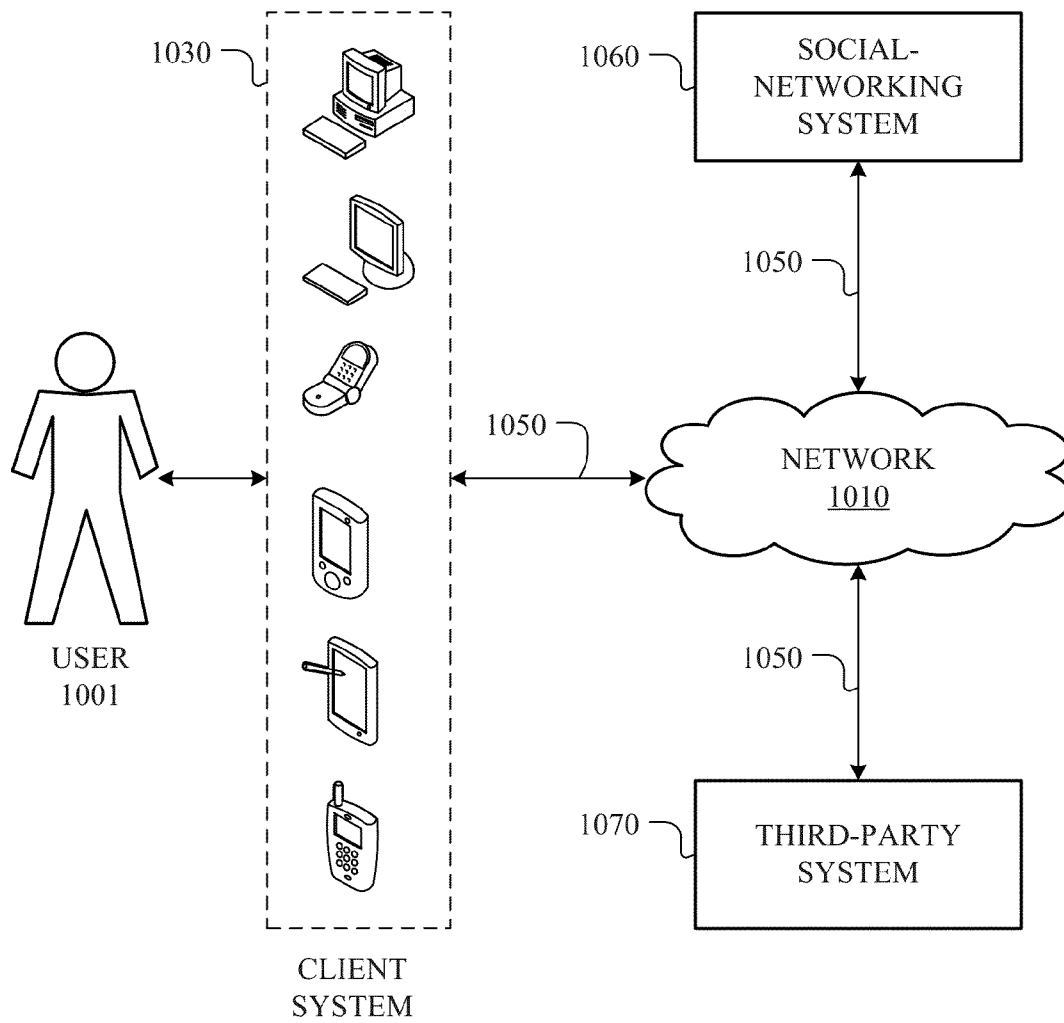 1030
1060
SOCIAL-
NETWORKING
SYSTEM
1050
1050
NETWORK
1010
USER
1001
1050
1070
THIRD-PARTY
SYSTEM
CLIENT
SYSTEM